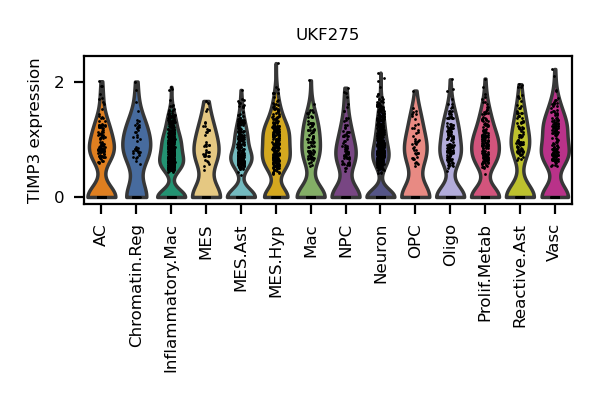 UKF275
TIMP3 expression
2
0
AC
Chromatin.Reg
Inflammatory.Mac
MES
MES.Ast
MES.Hyp
Mac
NPC
Neuron
OPC
Oligo
Prolif.Metab
Reactive.Ast
Vasc